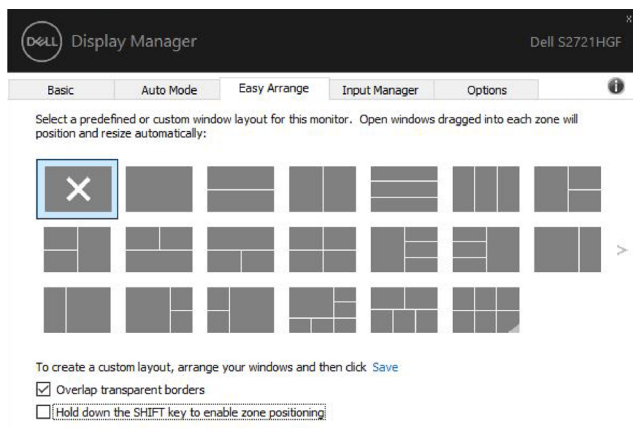 DELL Display Manager Dell S2721HGF
Basic Auto Mode Easy Arrange Input Manager Options
Select a predefined or custom window layout for this monitor. Open windows dragged into each zone will
position and resize automatically:
To create a custom layout, arrange your windows and then click Save
Overlap transparent borders
Hold down the SHIFT key to enable zone positioning